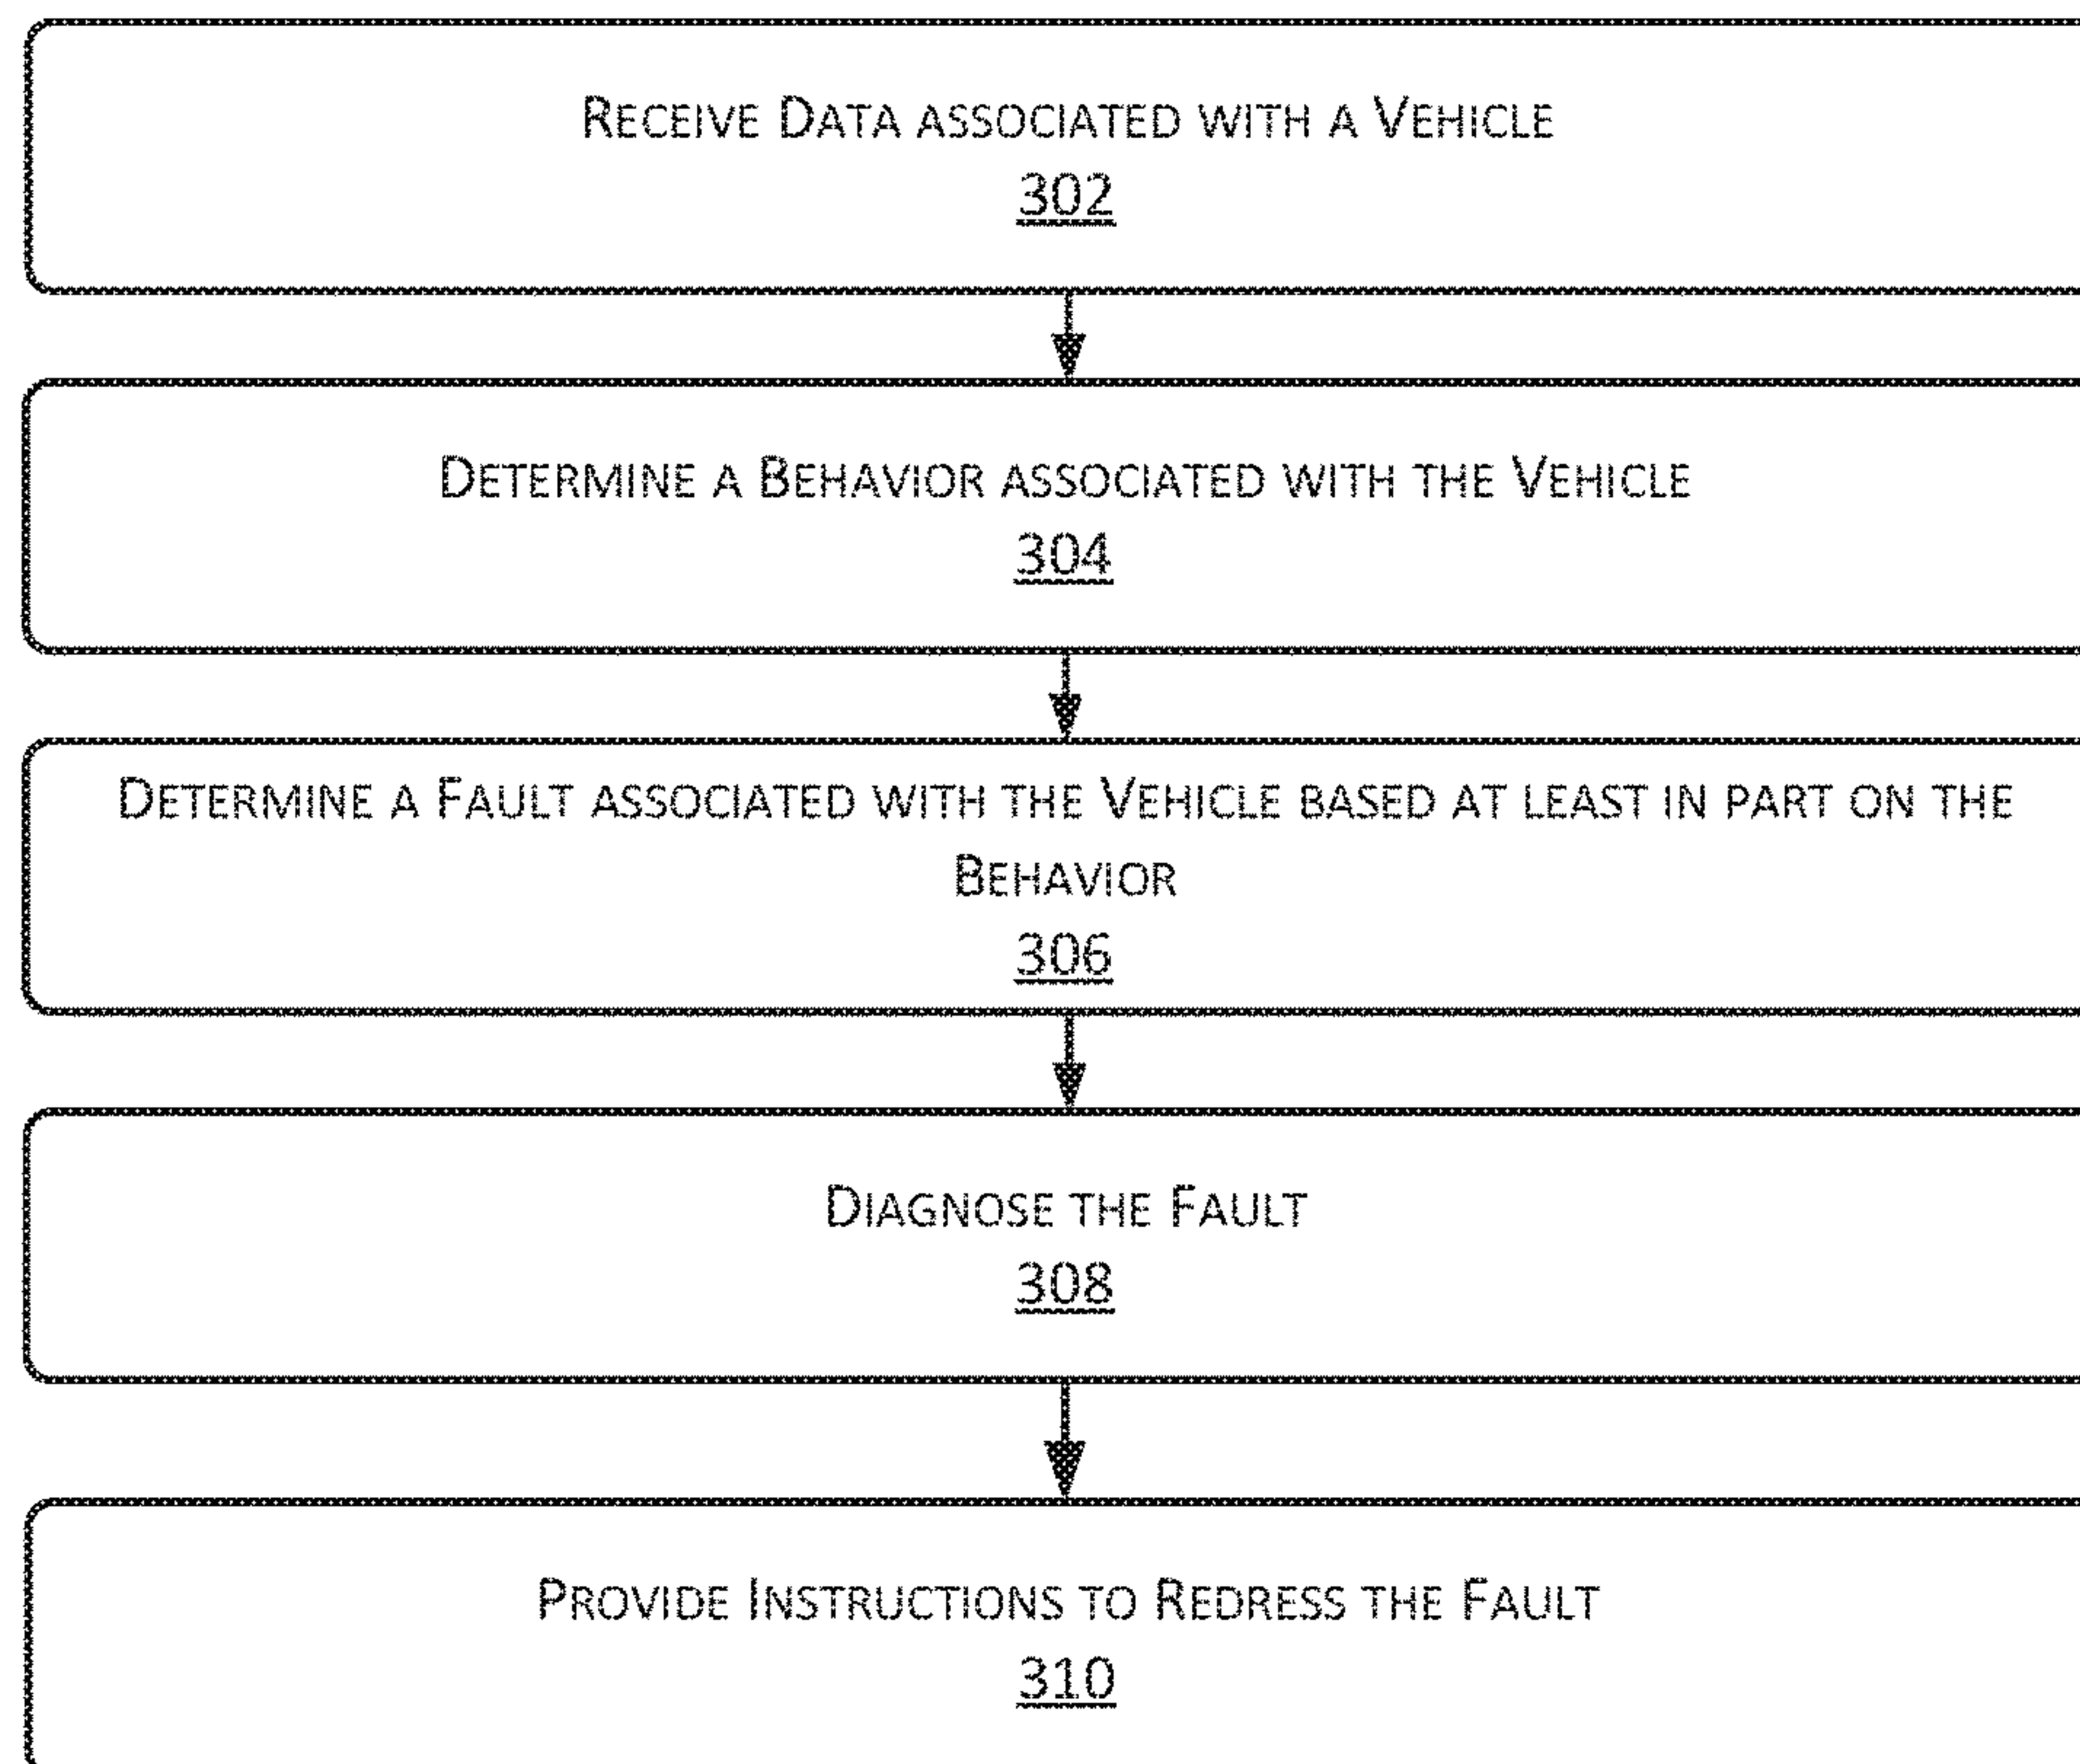 RECEIVE DATA ASSOCIATED WITH A VEHICLE
302
DETERMINE A BEHAVIOR ASSOCIATED WITH THE VEHICLE
304
DETERMINE A FAULT ASSOCIATED WITH THE VEHICLE BASED AT LEAST IN PART ON THE
BEHAVIOR
306
DIAGNOSE THE FAULT
308
PROVIDE INSTRUCTIONS TO REDRESS THE FAULT
310